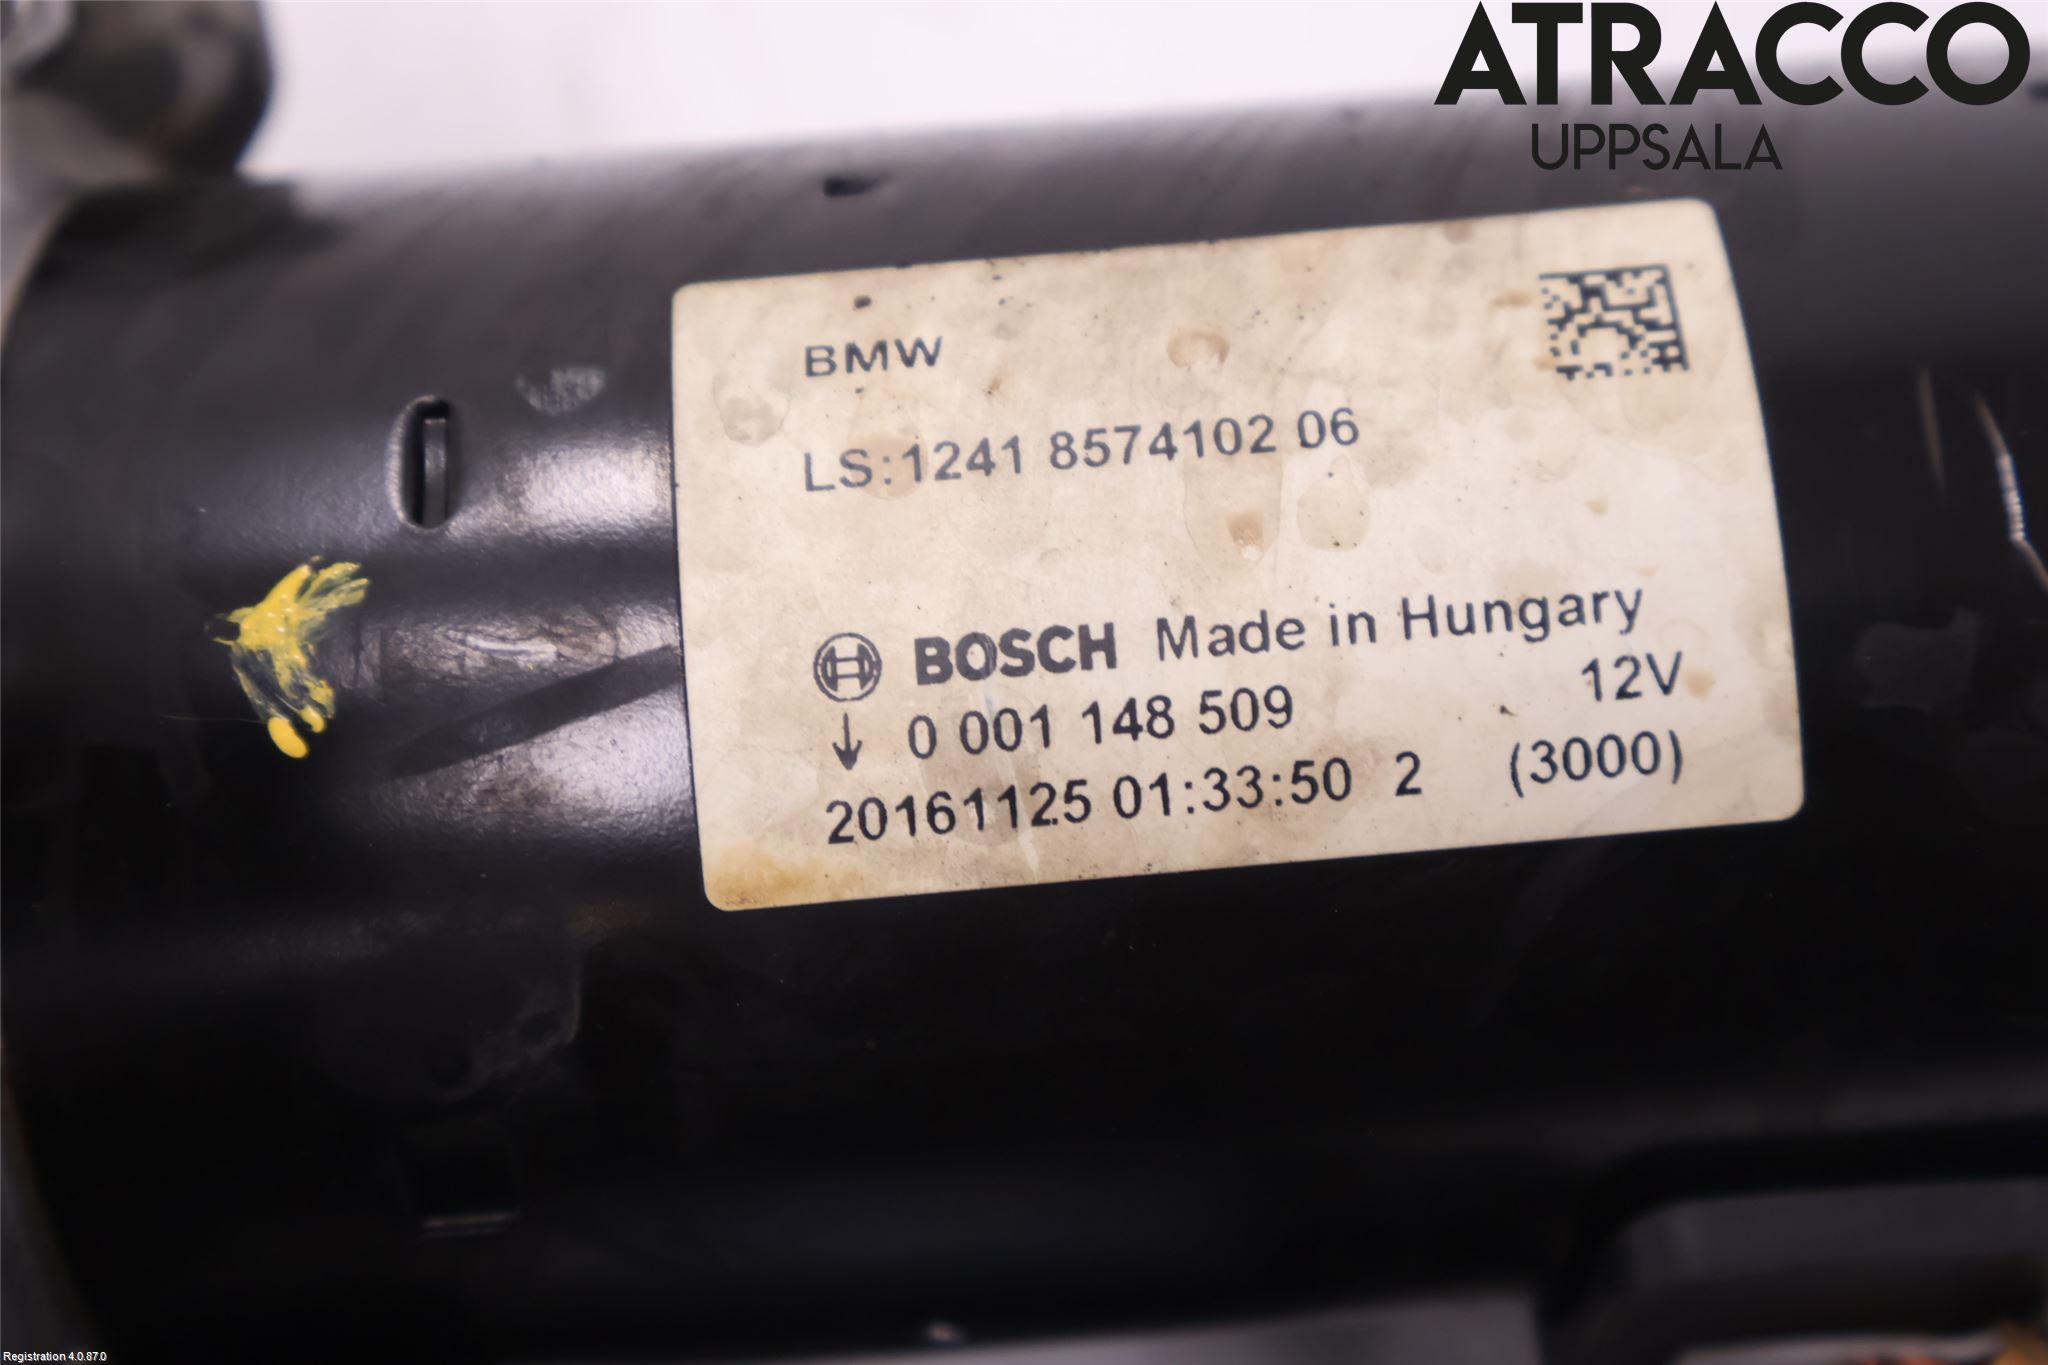 ATRACCO
UPPSALA
BMW
LS:1241 8574102 06
BOSCH Made in Hungary
↓ 0 001 148 509 12V
20161125 01:33:50 2 (3000)
Registration 4.0.87.0